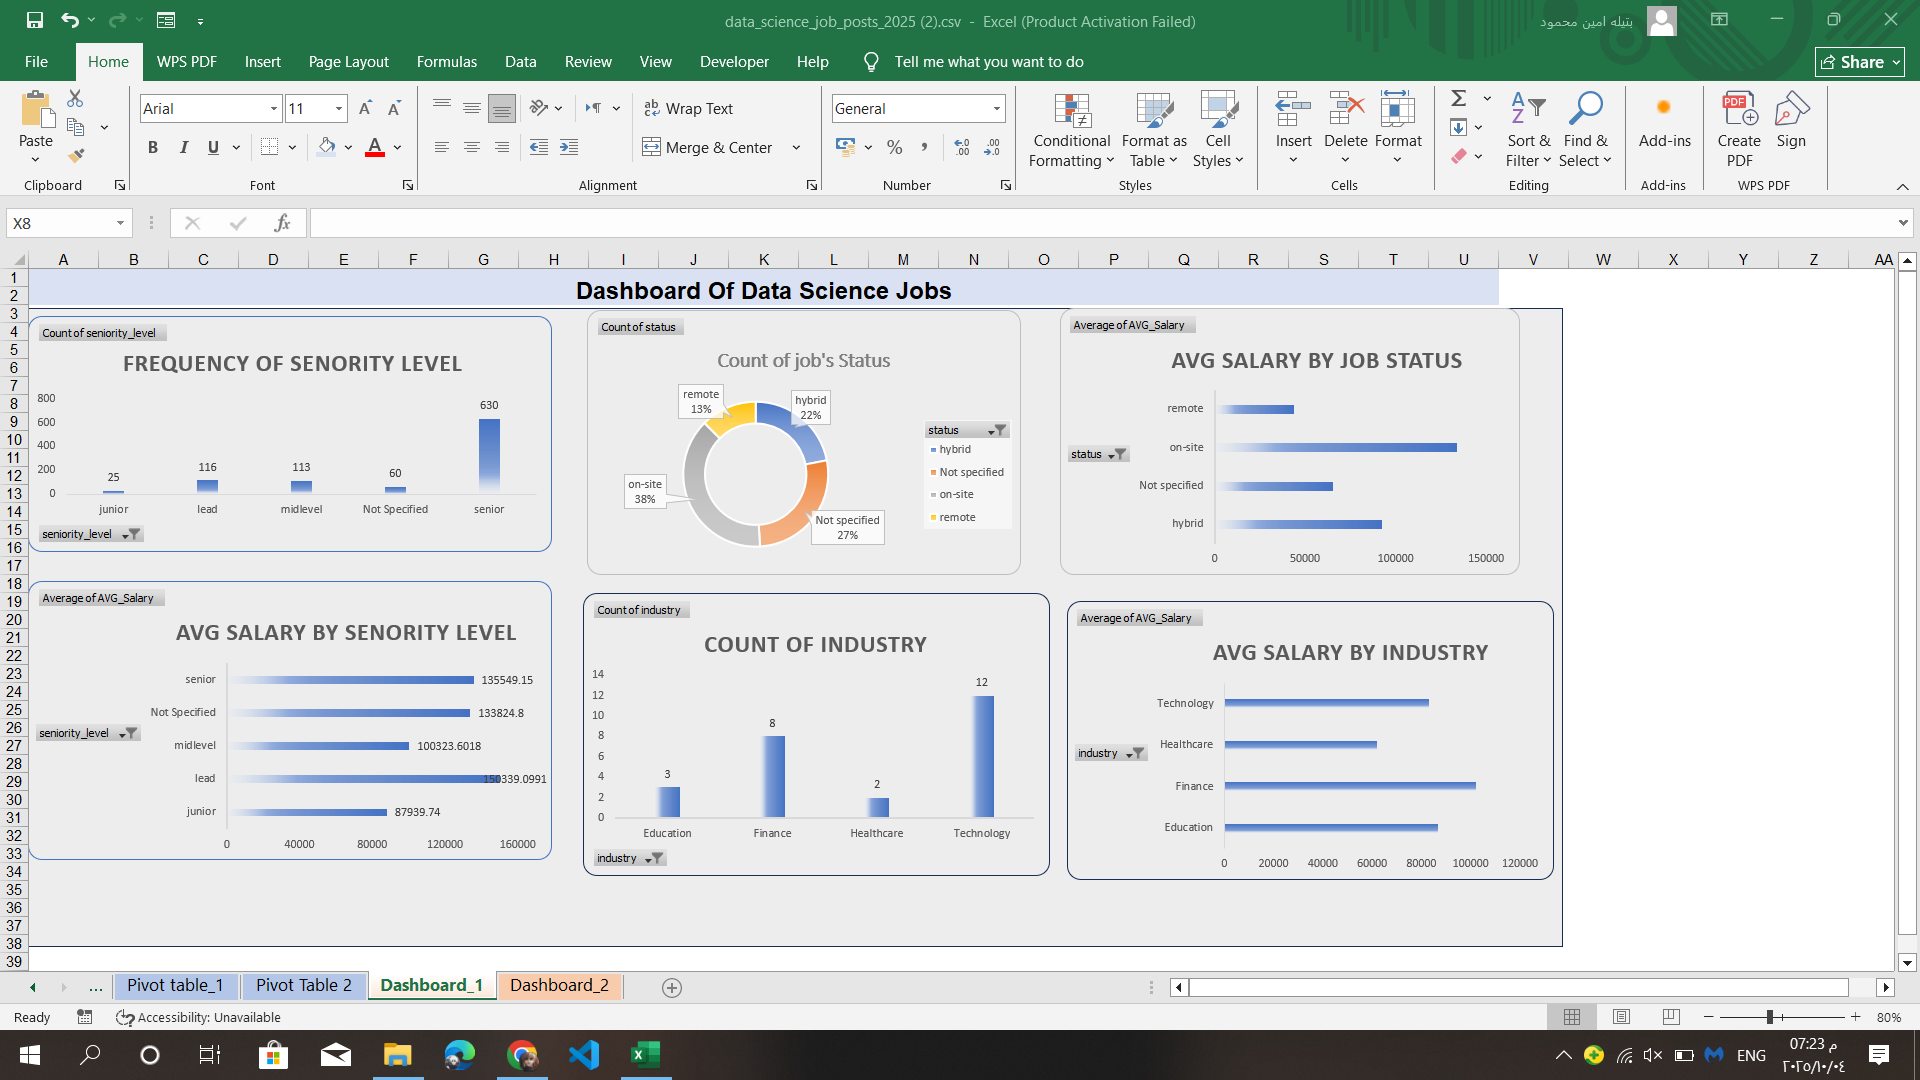 data_science_job_posts_2025 (2).csv - Excel (Product Activation Failed)
بتيله امين محمود
File Home WPS PDF Insert Page Layout Formulas Data Review View Developer Help Tell me what you want to do Share
Paste
Clipboard
Arial 11
B I U
Font
Wrap Text
Merge & Center
Alignment
General
Number
Conditional Formatting
Format as Table
Cell Styles
Styles
Insert Delete Format
Cells
Sort & Filter
Find & Select
Editing
Add-ins
Add-ins
Create PDF
Sign
WPS PDF
X8
fx
A B C D E F G H I J K L M N O P Q R S T U V W X Y Z AA
1
2
3
4
5
6
7
8
9
10
11
12
13
14
15
16
17
18
19
20
21
22
23
24
25
26
27
28
29
30
31
32
33
34
35
36
37
38
39
Dashboard Of Data Science Jobs
Count of seniority_level
FREQUENCY OF SENORITY LEVEL
800
600
400
200
0
25 116 113 60 630
junior lead midlevel Not Specified senior
seniority_level
Count of status
Count of job's Status
remote
13%
hybrid
22%
on-site
38%
Not specified
27%
status
hybrid
Not specified
on-site
remote
Average of AVG_Salary
AVG SALARY BY JOB STATUS
status
remote
on-site
Not specified
hybrid
0 50000 100000 150000
Average of AVG_Salary
AVG SALARY BY SENORITY LEVEL
seniority_level
senior 135549.15
Not Specified 133824.8
midlevel 100323.6018
lead 150339.0991
junior 87939.74
0 40000 80000 120000 160000
Count of industry
COUNT OF INDUSTRY
14
12
10
8
6
4
2
0
3 8 2 12
Education Finance Healthcare Technology
industry
Average of AVG_Salary
AVG SALARY BY INDUSTRY
industry
Technology
Healthcare
Finance
Education
0 20000 40000 60000 80000 100000 120000
... Pivot table_1 Pivot Table 2 Dashboard_1 Dashboard_2
Ready Accessibility: Unavailable 80%
ENG
07:23 م
٢٠٢٥/١٠/٠٤